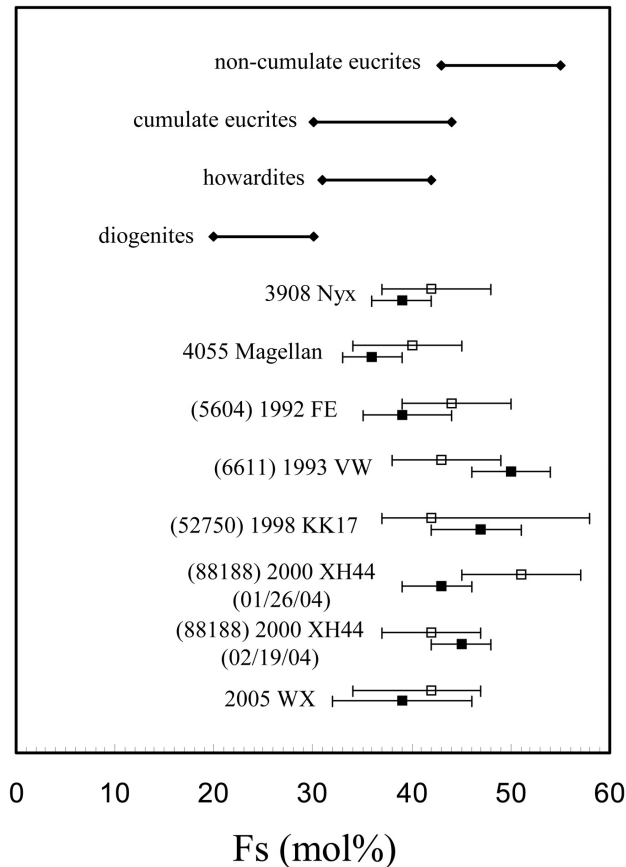 non-cumulate eucrites
cumulate eucrites
howardites
diogenites
3908 Nyx
4055 Magellan
(5604) 1992 FE
(6611) 1993 VW
(52750) 1998 KK17
(88188) 2000 XH44
(01/26/04)
(88188) 2000 XH44
(02/19/04)
2005 WX
0 10 20 30 40 50 60
Fs (mol%)